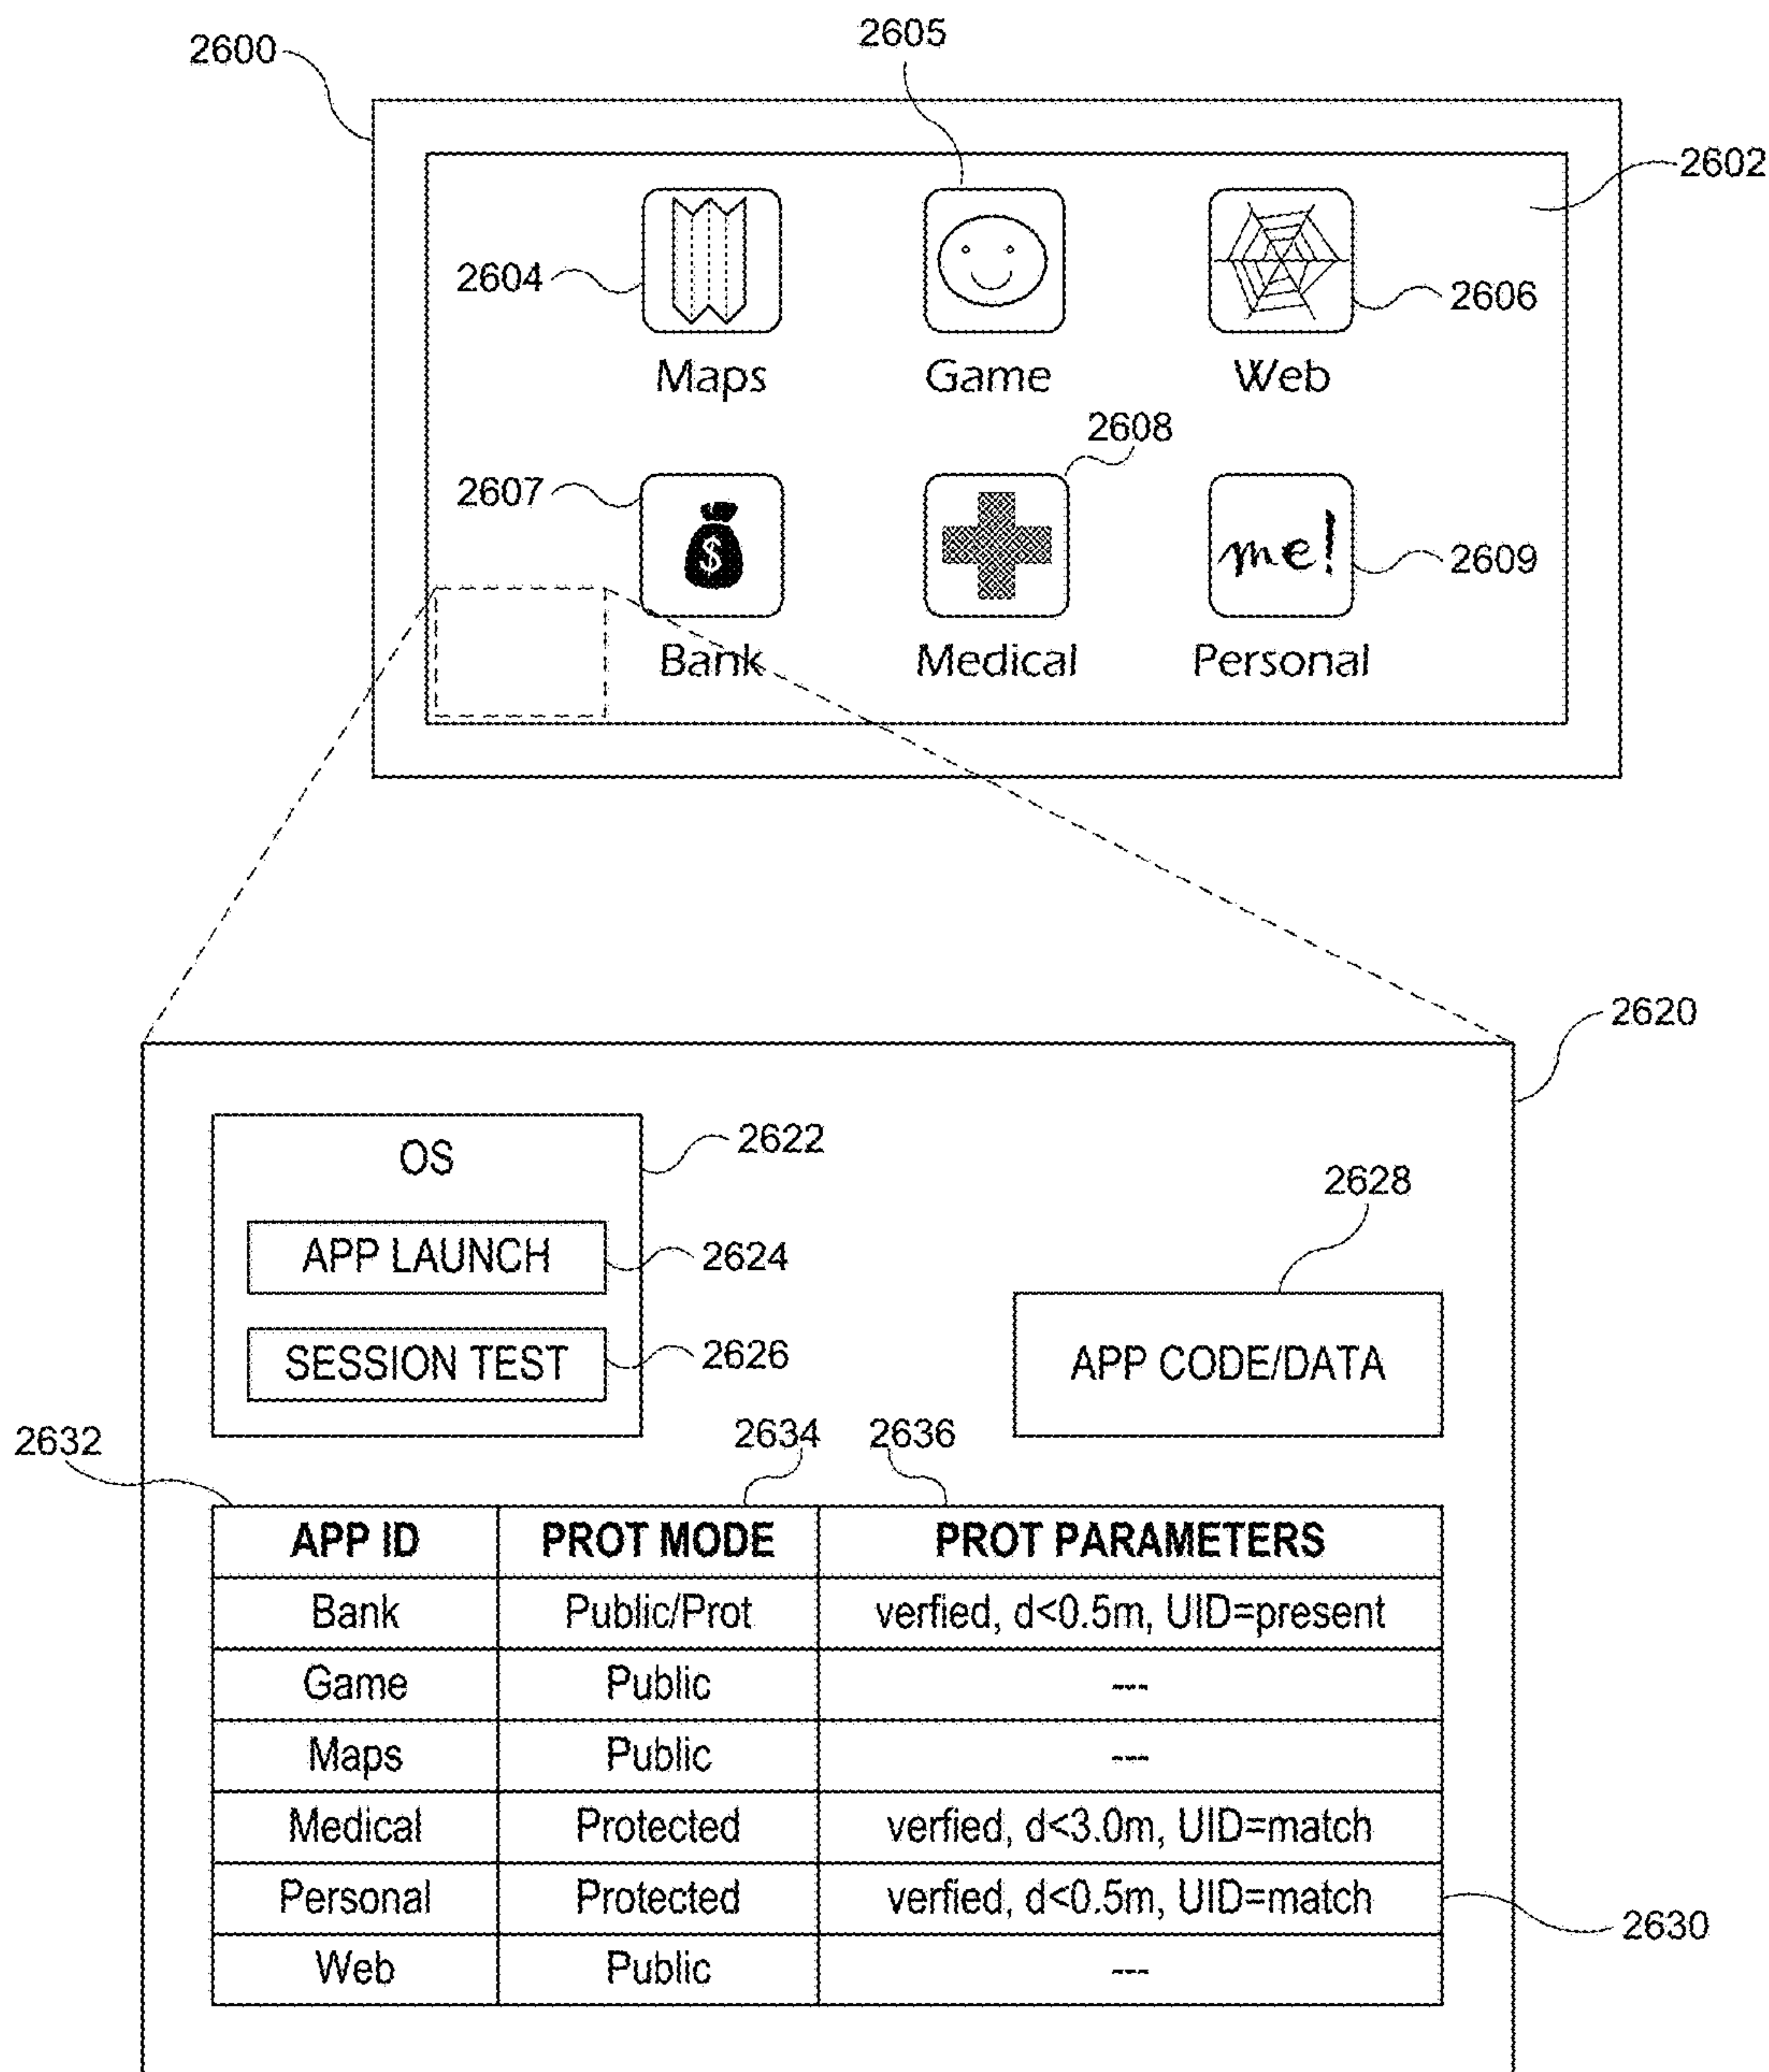 2605
2600
2602
2604
2606
Maps Game Web
2608
2607
$
me!
2609
Bank Medical Personal
2620
OS
2622
2628
APP LAUNCH
2624
SESSION TEST
2626
APP CODE/DATA
2632
2634
2636
APP ID PROT MODE PROT PARAMETERS
Bank Public/Prot verfied, d<0.5m, UID=present
Game Public ---
Maps Public ---
Medical Protected verfied, d<3.0m, UID=match
Personal Protected verfied, d<0.5m, UID=match
2630
Web Public ---